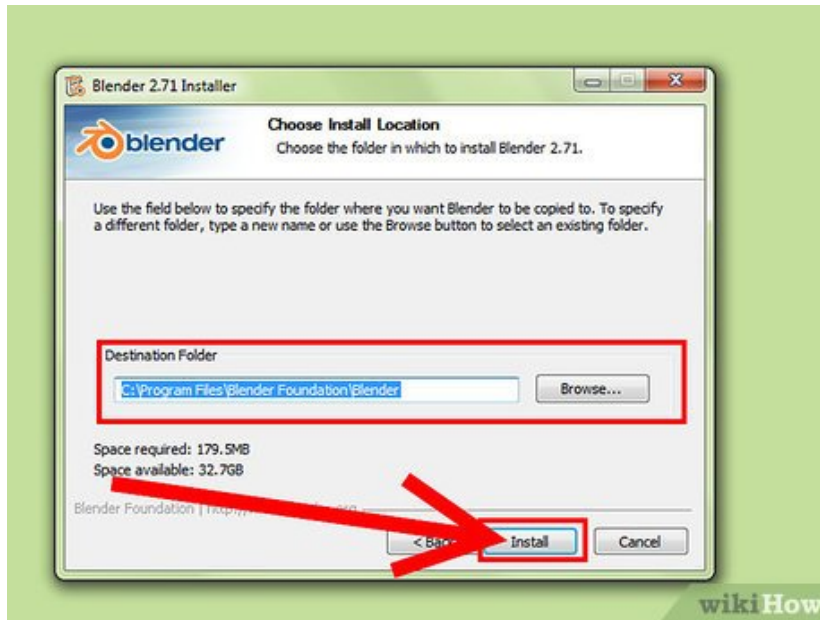 Blender 2.71 Installer
blender
Choose Install Location
Choose the folder in which to install Blender 2.71.
Use the field below to specify the folder where you want Blender to be copied to. To specify
a different folder, type a new name or use the Browse button to select an existing folder.
Destination Folder
C:\Program Files\Blender Foundation\Blender
Browse...
Space required: 179.5MB
Space available: 32.7GB
Blender Foundation |
< Back
Install
Cancel
wikiHow